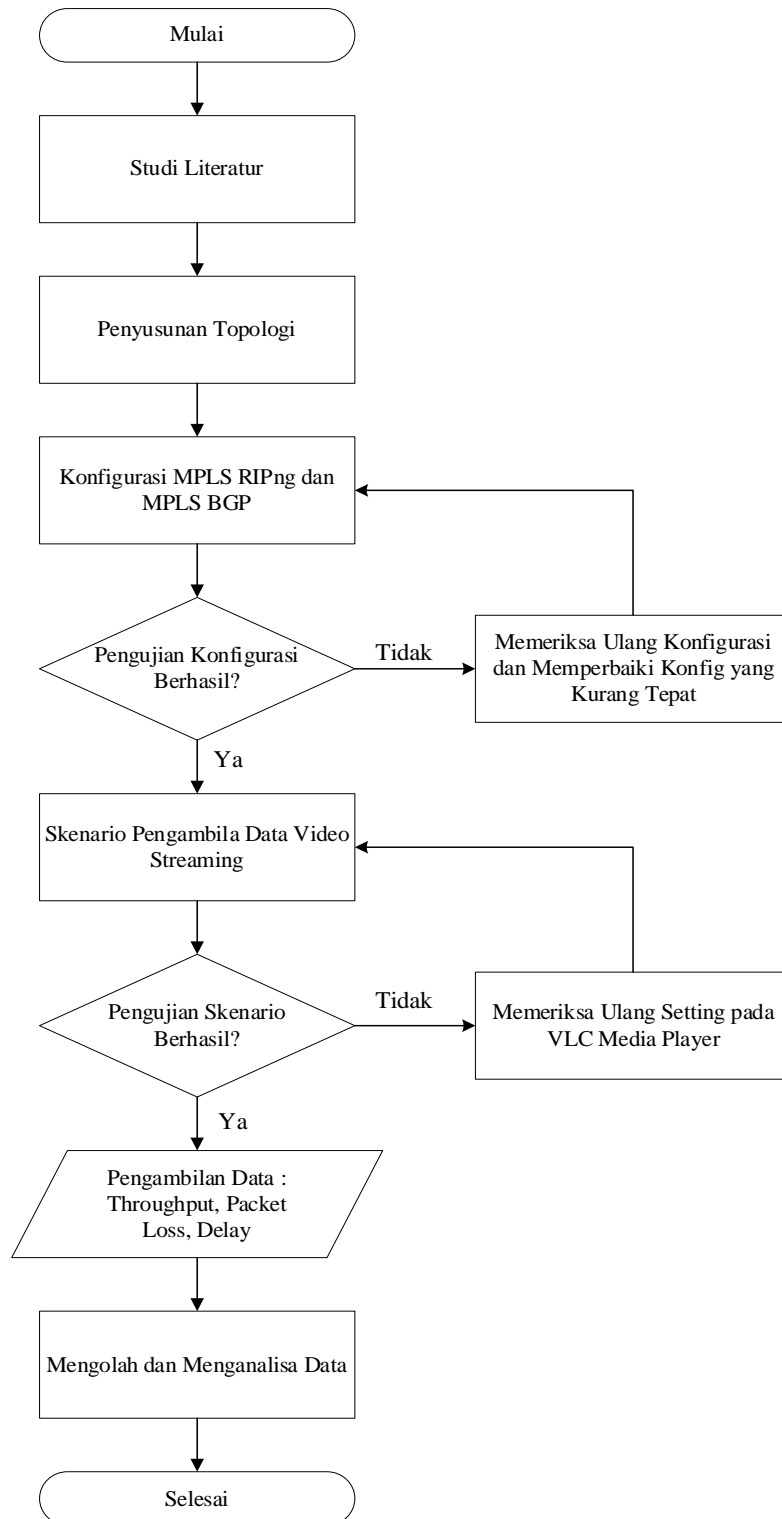 Mulai
Studi Literatur
Penyusunan Topologi
Konfigurasi MPLS RIPng dan
MPLS BGP
Pengujian Konfigurasi
Berhasil?
Tidak
Memeriksa Ulang Konfigurasi
dan Memperbaiki Konfig yang
Kurang Tepat
Ya
Skenario Pengambila Data Video
Streaming
Pengujian Skenario
Berhasil?
Tidak
Memeriksa Ulang Setting pada
VLC Media Player
Ya
Pengambilan Data :
Throughput, Packet
Loss, Delay
Mengolah dan Menganalisa Data
Selesai